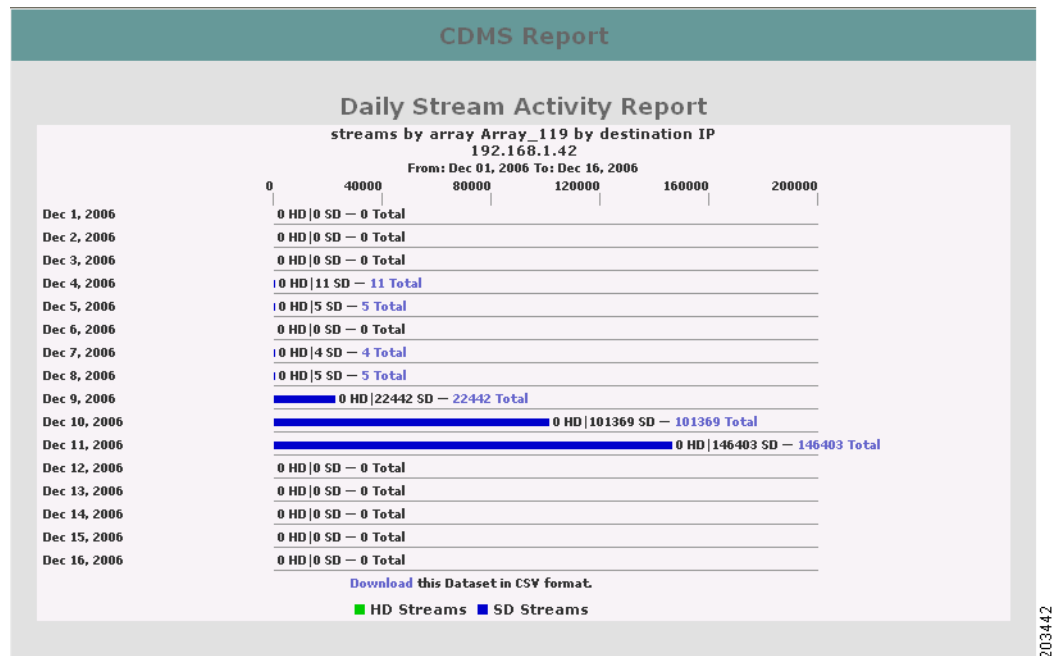 CDMS Report
Daily Stream Activity Report
streams by array Array_119 by destination IP
192.168.1.42
From: Dec 01, 2006 To: Dec 16, 2006
0 40000 80000 120000 160000 200000
Dec 1, 2006 0 HD|0 SD — 0 Total
Dec 2, 2006 0 HD|0 SD — 0 Total
Dec 3, 2006 0 HD|0 SD — 0 Total
Dec 4, 2006 0 HD|11 SD — 11 Total
Dec 5, 2006 0 HD|5 SD — 5 Total
Dec 6, 2006 0 HD|0 SD — 0 Total
Dec 7, 2006 0 HD|4 SD — 4 Total
Dec 8, 2006 0 HD|5 SD — 5 Total
Dec 9, 2006 0 HD|22442 SD — 22442 Total
Dec 10, 2006 0 HD|101369 SD — 101369 Total
Dec 11, 2006 0 HD|146403 SD — 146403 Total
Dec 12, 2006 0 HD|0 SD — 0 Total
Dec 13, 2006 0 HD|0 SD — 0 Total
Dec 14, 2006 0 HD|0 SD — 0 Total
Dec 15, 2006 0 HD|0 SD — 0 Total
Dec 16, 2006 0 HD|0 SD — 0 Total
Download this Dataset in CSV format.
HD Streams SD Streams
203442